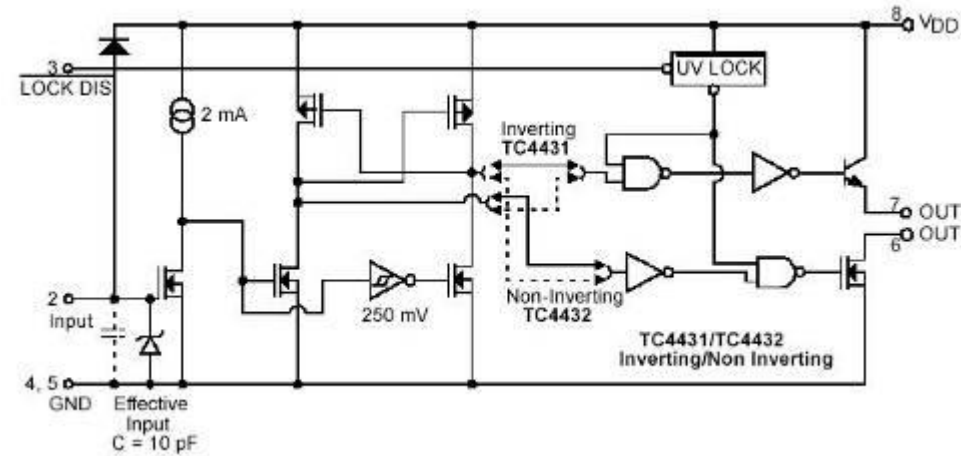 8 VDD
3
LOCK DIS
UV LOCK
2 mA
Inverting
TC4431
7 OUT
6 OUT
2
Input
250 mV
Non-Inverting
TC4432
TC4431/TC4432
Inverting/Non Inverting
4, 5
GND
Effective
Input
C = 10 pF